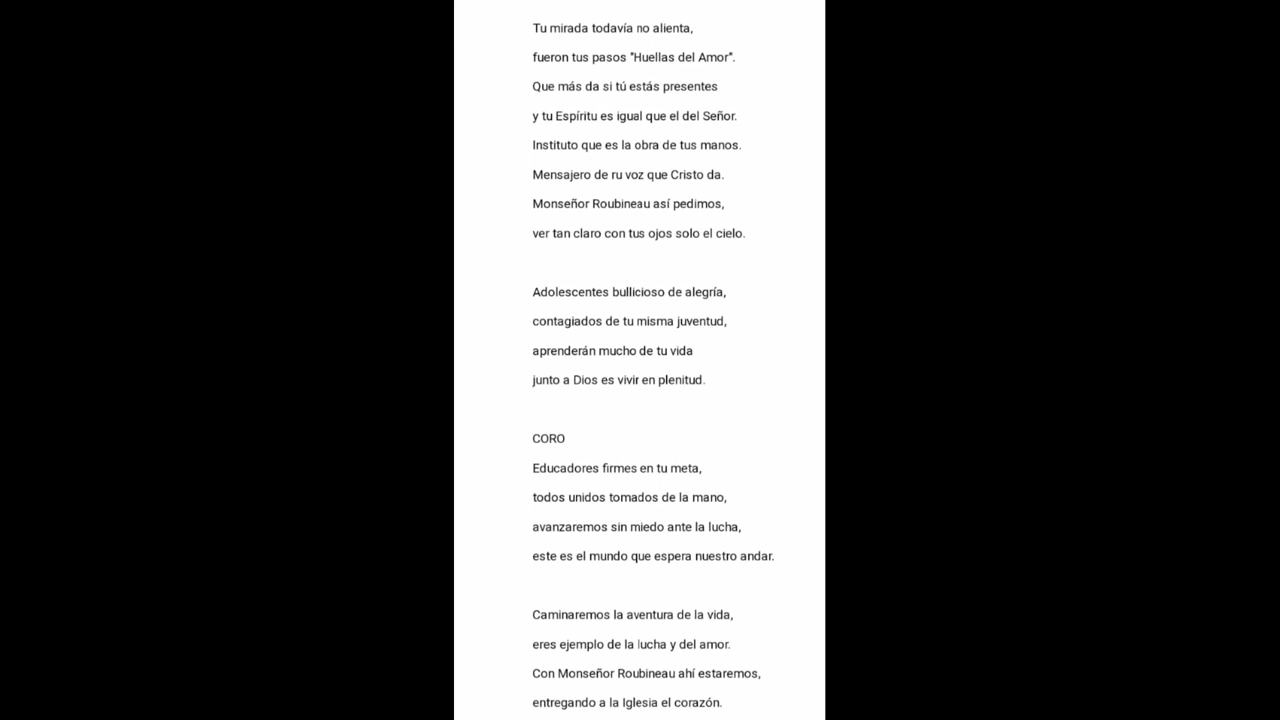 Tu mirada todavía no alienta,
fueron tus pasos "Huellas del Amor".
Que más da si tú estás presentes
y tu Espíritu es igual que el del Señor.
Instituto que es la obra de tus manos.
Mensajero de ru voz que Cristo da.
Monseñor Roubineau así pedimos,
ver tan claro con tus ojos solo el cielo.
Adolescentes bullicioso de alegría,
contagiados de tu misma juventud,
aprenderán mucho de tu vida
junto a Dios es vivir en plenitud.
CORO
Educadores firmes en tu meta,
todos unidos tomados de la mano,
avanzaremos sin miedo ante la lucha,
este es el mundo que espera nuestro andar.
Caminaremos la aventura de la vida,
eres ejemplo de la lucha y del amor.
Con Monseñor Roubineau ahí estaremos,
entregando a la Iglesia el corazón.